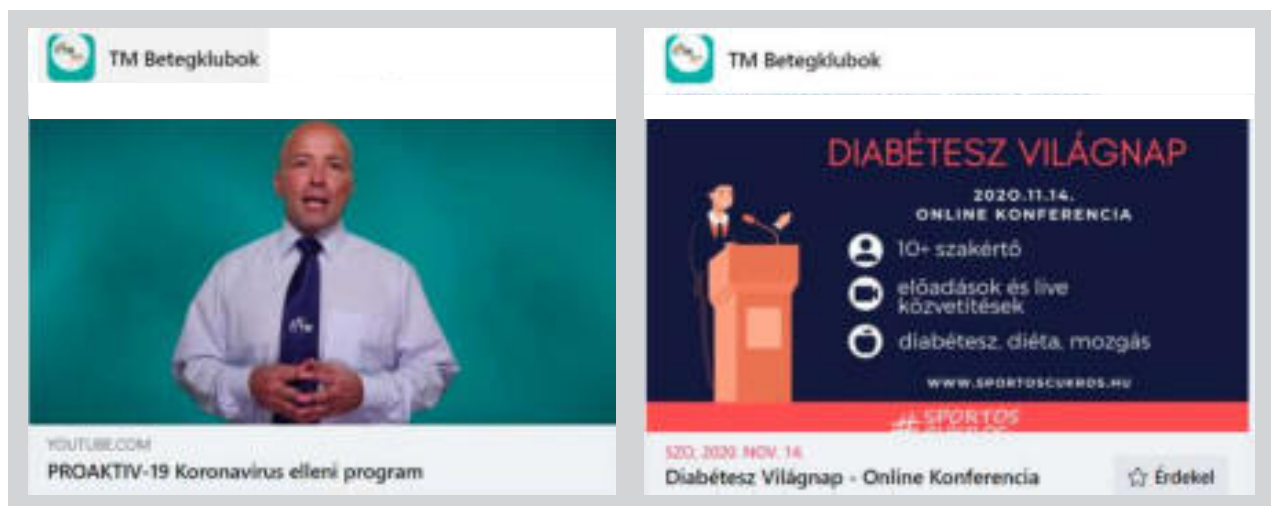 TM Betegklubok
YOUTUBE.COM
PROAKTIV-19 Koronavírus elleni program
TM Betegklubok
DIABÉTESZ VILÁGNAP
2020.11.14.
ONLINE KONFERENCIA
10+ szakértő
előadások és live
közvetítések
diabétesz, diéta, mozgás
WWW.SPORTOSCUKROS.HU
# SPORTOS
SZO, 2020. NOV. 14.
Diabétesz Világnap - Online Konferencia
Érdekel